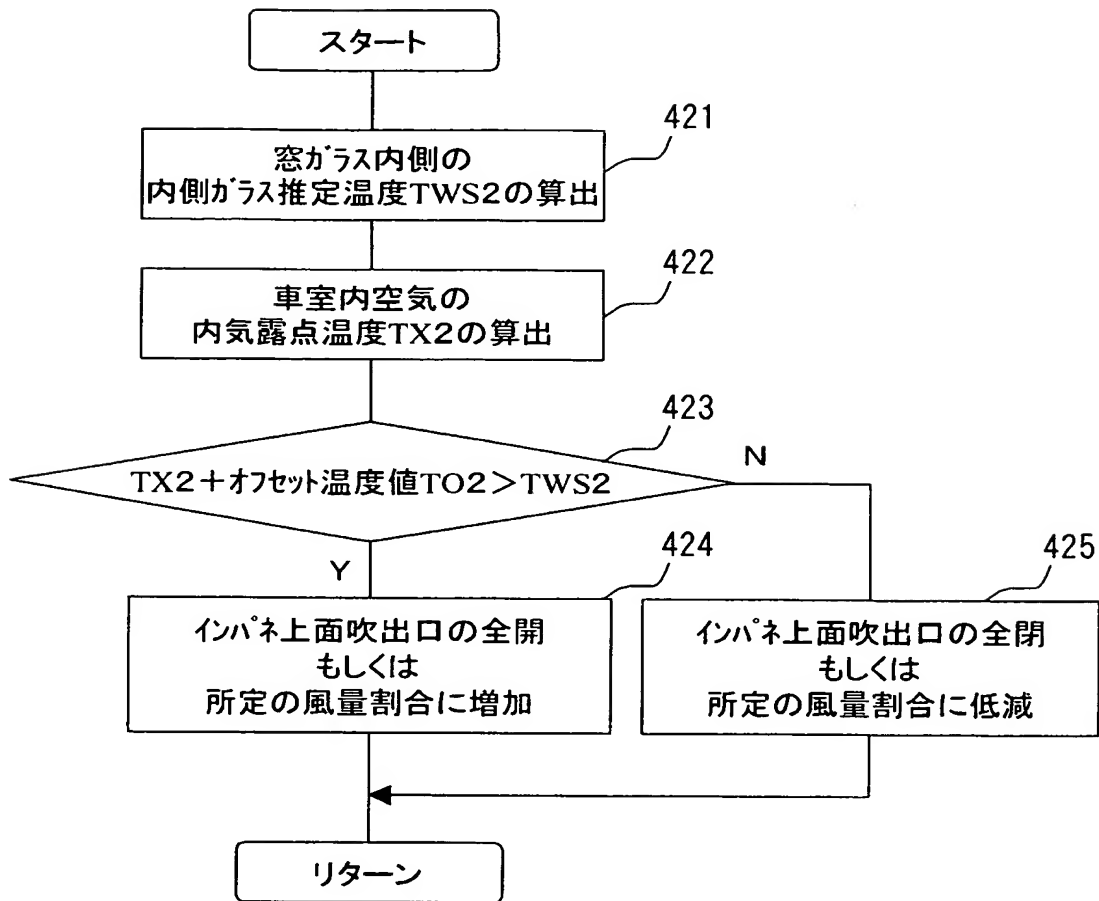 スタート
421
窓ガラス内側の
内側ガラス推定温度TWS2の算出
422
車室内空気の
内気露点温度TX2の算出
423
TX2+オフセット温度値TO2>TWS2
N
Y
424
インパネ上面吹出口の全開
もしくは
所定の風量割合に増加
425
インパネ上面吹出口の全閉
もしくは
所定の風量割合に低減
リターン